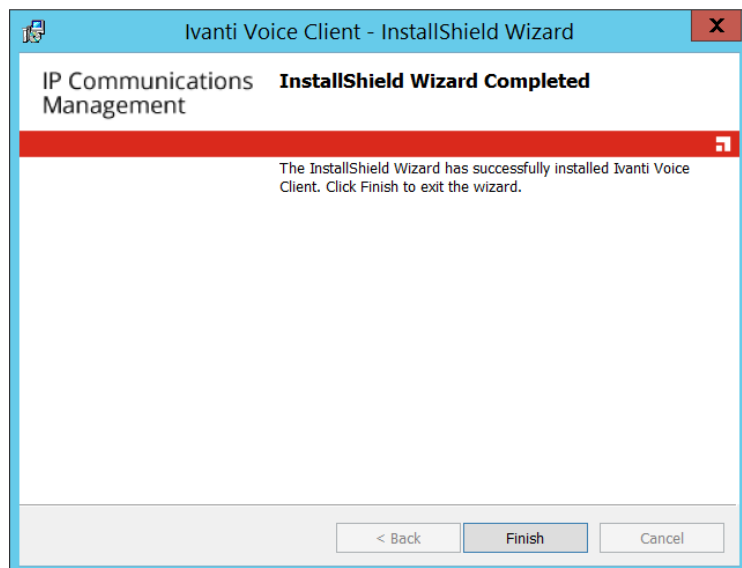 Ivanti Voice Client - InstallShield Wizard
X
IP Communications
Management
InstallShield Wizard Completed
The InstallShield Wizard has successfully installed Ivanti Voice
Client. Click Finish to exit the wizard.
< Back
Finish
Cancel